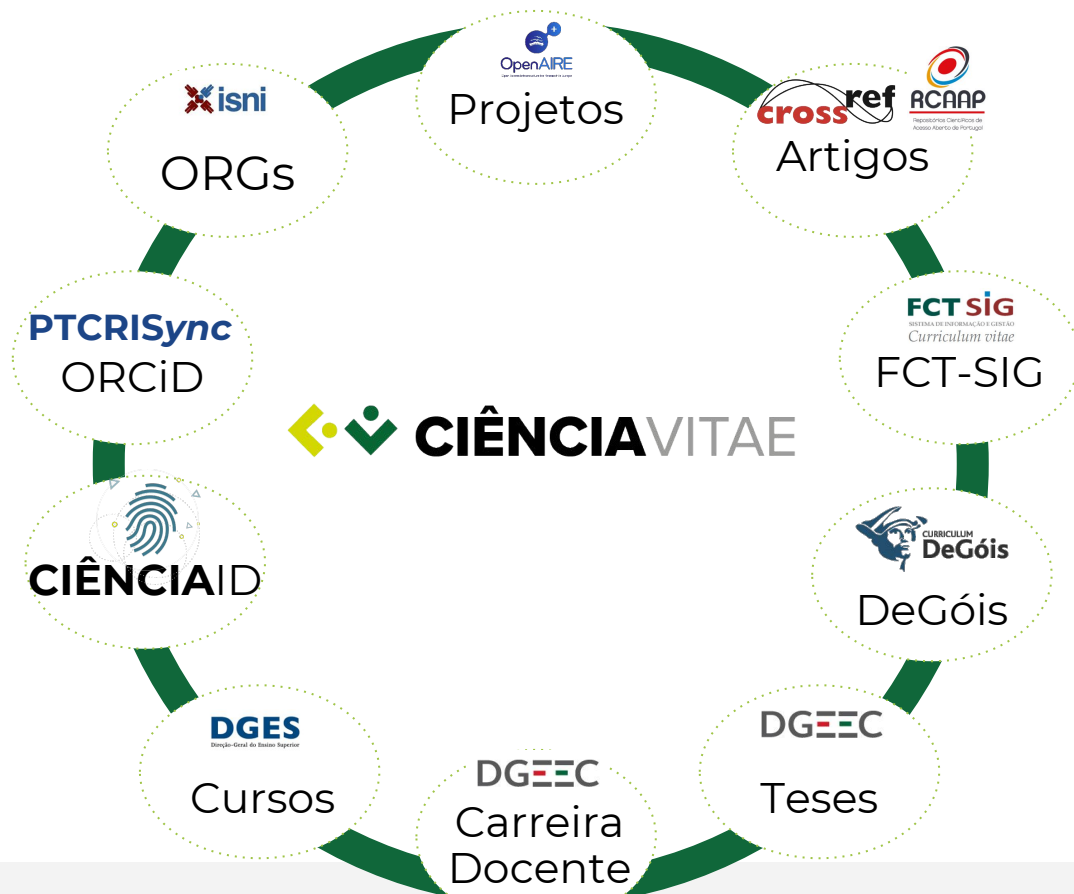 OpenAIRE
Projetos
isni
ORGs
crossref
RCAAP
Repositórios Científicos de
Acesso Aberto de Portugal
Artigos
PTCRISync
ORCiD
FCT SIG
SISTEMA DE INFORMAÇÃO E GESTÃO
Curriculum vitae
FCT-SIG
CIÊNCIAVITAE
CIÊNCIAID
CURRICULUM
DeGóis
DeGóis
DGES
Direção-Geral do Ensino Superior
Cursos
DGEEC
Carreira
Docente
DGEEC
Teses